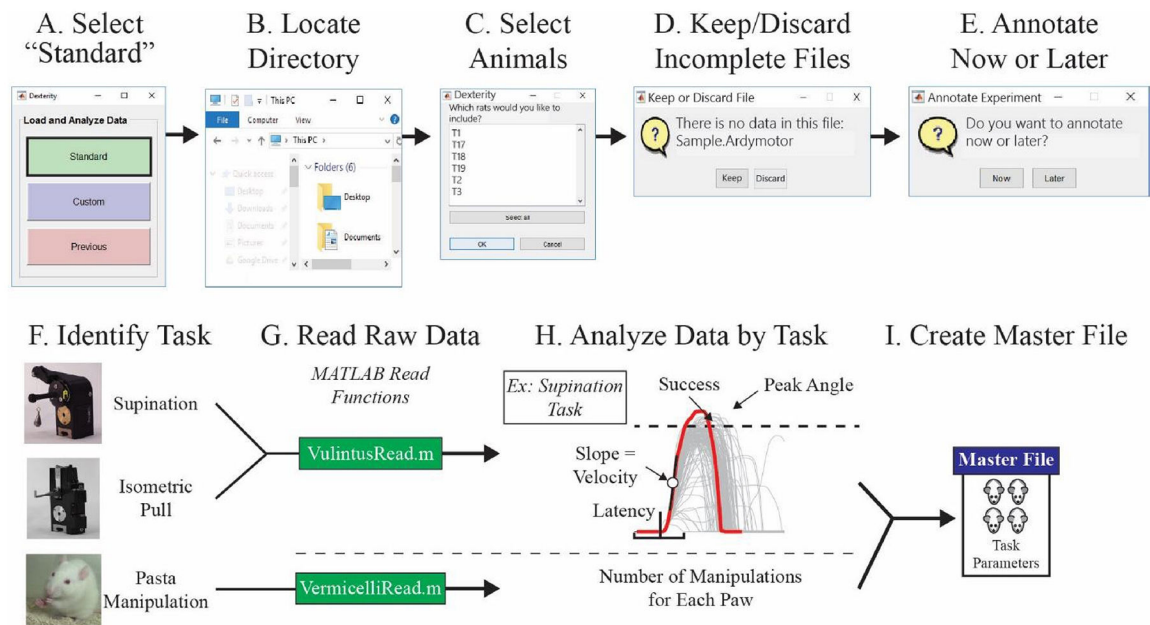 A. Select
“Standard”
B. Locate
Directory
C. Select
Animals
D. Keep/Discard
Incomplete Files
E. Annotate
Now or Later
Dexterity
Load and Analyze Data
Standard
Custom
Previous
This PC
File
Computer
View
This PC
Quick access
Desktop
Downloads
Documents
Pictures
Google Drive
Folders (6)
Desktop
Documents
Dexterity
Which rats would you like to
include?
T1
T17
T18
T19
T2
T3
Select all
OK
Cancel
Keep or Discard File
There is no data in this file:
Sample.Ardymotor
Keep
Discard
Annotate Experiment
Do you want to annotate
now or later?
Now
Later
F. Identify Task
Supination
Isometric
Pull
Pasta
Manipulation
G. Read Raw Data
MATLAB Read
Functions
VulintusRead.m
VermicelliRead.m
H. Analyze Data by Task
Ex: Supination
Task
Success
Peak Angle
Slope =
Velocity
Latency
Number of Manipulations
for Each Paw
I. Create Master File
Master File
Task
Parameters